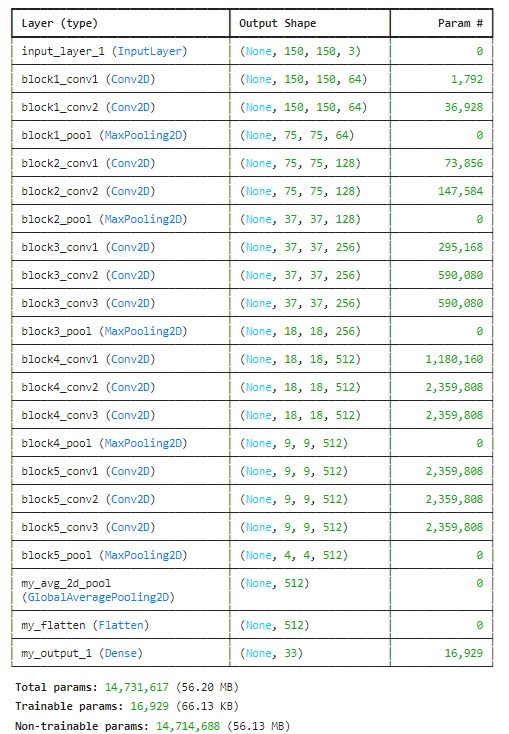 Layer (type) Output Shape Param #
input_layer_1 (InputLayer) (None, 150, 150, 3) 0
block1_conv1 (Conv2D) (None, 150, 150, 64) 1,792
block1_conv2 (Conv2D) (None, 150, 150, 64) 36,928
block1_pool (MaxPooling2D) (None, 75, 75, 64) 0
block2_conv1 (Conv2D) (None, 75, 75, 128) 73,856
block2_conv2 (Conv2D) (None, 75, 75, 128) 147,584
block2_pool (MaxPooling2D) (None, 37, 37, 128) 0
block3_conv1 (Conv2D) (None, 37, 37, 256) 295,168
block3_conv2 (Conv2D) (None, 37, 37, 256) 590,080
block3_conv3 (Conv2D) (None, 37, 37, 256) 590,080
block3_pool (MaxPooling2D) (None, 18, 18, 256) 0
block4_conv1 (Conv2D) (None, 18, 18, 512) 1,180,160
block4_conv2 (Conv2D) (None, 18, 18, 512) 2,359,808
block4_conv3 (Conv2D) (None, 18, 18, 512) 2,359,808
block4_pool (MaxPooling2D) (None, 9, 9, 512) 0
block5_conv1 (Conv2D) (None, 9, 9, 512) 2,359,808
block5_conv2 (Conv2D) (None, 9, 9, 512) 2,359,808
block5_conv3 (Conv2D) (None, 9, 9, 512) 2,359,808
block5_pool (MaxPooling2D) (None, 4, 4, 512) 0
my_avg_2d_pool (None, 512) 0
(GlobalAveragePooling2D)
my_flatten (Flatten) (None, 512) 0
my_output_1 (Dense) (None, 33) 16,929
Total params: 14,731,617 (56.20 MB)
Trainable params: 16,929 (66.13 KB)
Non-trainable params: 14,714,688 (56.13 MB)